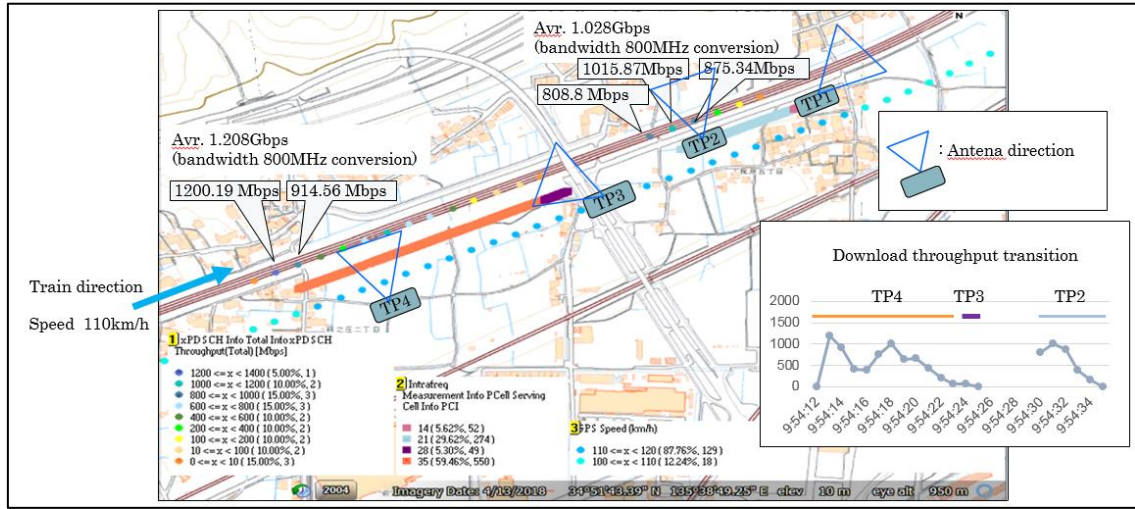 Avr. 1.028Gbps
(bandwidth 800MHz conversion)
1015.87Mbps
875.34Mbps
808.8 Mbps
N
TP1
TP2
: Antena direction
Avr. 1.208Gbps
(bandwidth 800MHz conversion)
1200.19 Mbps
914.56 Mbps
TP3
TP4
Train direction
Speed 110km/h
Download throughput transition
TP4 TP3 TP2
2000
1500
1000
500
0
9:54:12
9:54:14
9:54:16
9:54:18
9:54:20
9:54:22
9:54:24
9:54:26
9:54:28
9:54:30
9:54:32
9:54:34
1 xPDSCH Info Total Info xPDSCH
Throughput(Total) [Mbps]
1200 <= x < 1400 ( 5.00%, 1 )
1000 <= x < 1200 ( 10.00%, 2 )
800 <= x < 1000 ( 15.00%, 3 )
600 <= x < 800 ( 15.00%, 3 )
400 <= x < 600 ( 10.00%, 2 )
200 <= x < 400 ( 10.00%, 2 )
100 <= x < 200 ( 10.00%, 2 )
10 <= x < 100 ( 10.00%, 2 )
0 <= x < 10 ( 15.00%, 3 )
2 Intrafreq
Measurement Info PCell Serving
Cell Info PCI
14 ( 5.62%, 52 )
21 ( 29.62%, 274 )
28 ( 5.30%, 49 )
35 ( 59.46%, 550 )
3 GPS Speed (km/h)
110 <= x < 120 ( 87.76%, 129 )
100 <= x < 110 ( 12.24%, 18 )
2004
Imagery Date: 4/13/2018 34°51'43.39" N 135°38'49.25" E elev 10 m eye alt 950 m